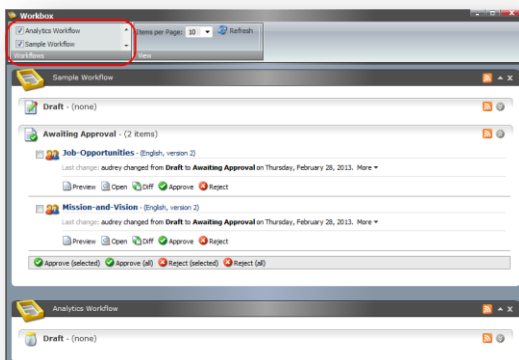 Workbox
Analytics Workflow
Items per Page: 10 Refresh
Sample Workflow
Workflows View
Sample Workflow
Draft - (none)
Awaiting Approval - (2 items)
Job-Opportunities - (English, version 2)
Last change: audrey changed from Draft to Awaiting Approval on Thursday, February 28, 2013. More
Preview Open Diff Approve Reject
Mission-and-Vision - (English, version 2)
Last change: audrey changed from Draft to Awaiting Approval on Thursday, February 28, 2013. More
Preview Open Diff Approve Reject
Approve (selected) Approve (all) Reject (selected) Reject (all)
Analytics Workflow
Draft - (none)